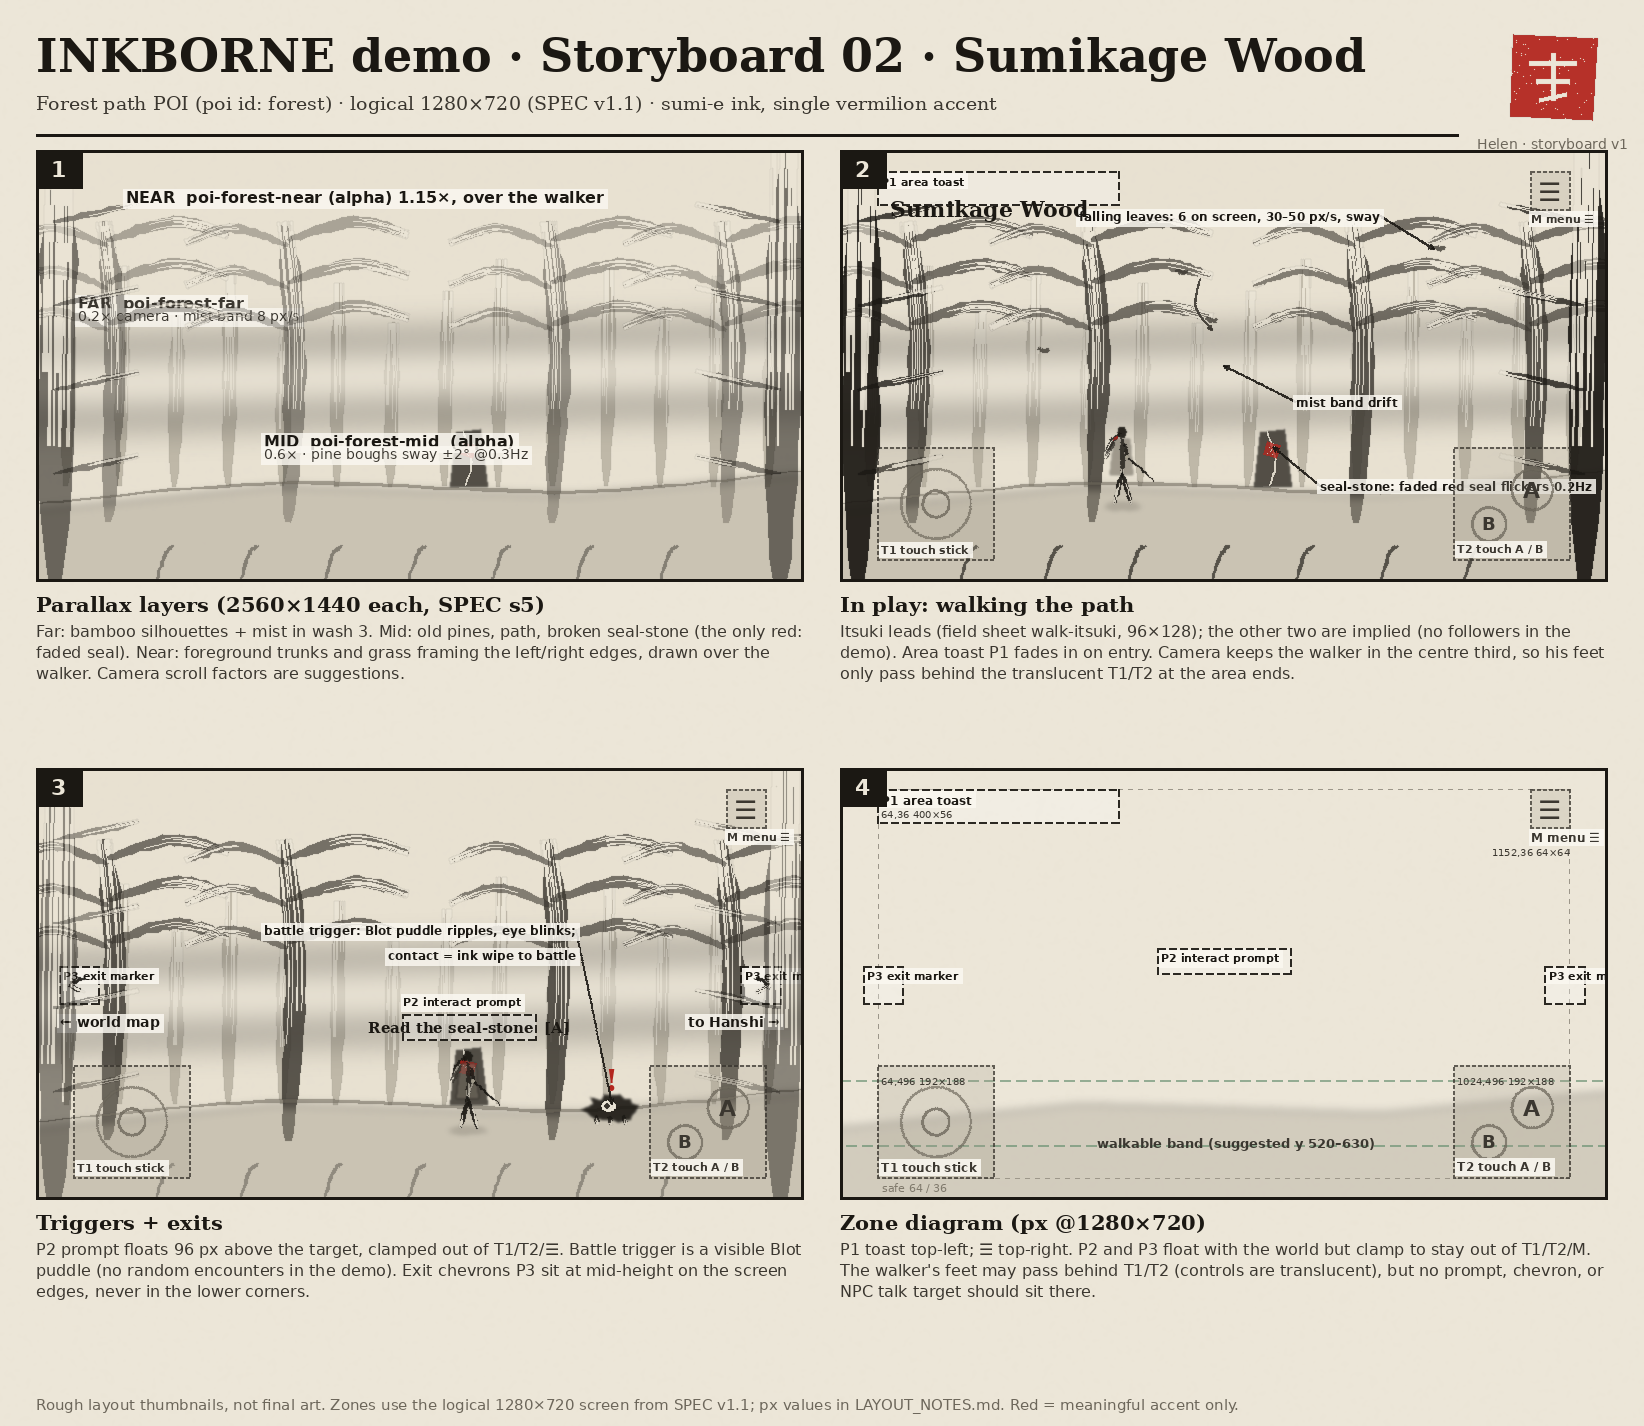 INKBORNE demo · Storyboard 02 · Sumikage Wood
Forest path POI (poi id: forest) · logical 1280×720 (SPEC v1.1) · sumi-e ink, single vermilion accent
Helen · storyboard v1
1
NEAR poi-forest-near (alpha) 1.15×, over the walker
FAR poi-forest-far
0.2× camera · mist band 8 px/s
MID poi-forest-mid (alpha)
0.6× · pine boughs sway ±2° @0.3Hz
Parallax layers (2560×1440 each, SPEC s5)
Far: bamboo silhouettes + mist in wash 3. Mid: old pines, path, broken seal-stone (the only red:
faded seal). Near: foreground trunks and grass framing the left/right edges, drawn over the
walker. Camera scroll factors are suggestions.
2
P1 area toast
Sumikage Wood
falling leaves: 6 on screen, 30–50 px/s, sway
☰
M menu ☰
mist band drift
seal-stone: faded red seal flickers 0.2Hz
A
B
T1 touch stick
T2 touch A / B
In play: walking the path
Itsuki leads (field sheet walk-itsuki, 96×128); the other two are implied (no followers in the
demo). Area toast P1 fades in on entry. Camera keeps the walker in the centre third, so his feet
only pass behind the translucent T1/T2 at the area ends.
3
☰
M menu ☰
battle trigger: Blot puddle ripples, eye blinks;
contact = ink wipe to battle
P3 exit marker
P3 exit m
P2 interact prompt
← world map
to Hanshi →
Read the seal-stone [A]
!
A
B
T1 touch stick
T2 touch A / B
Triggers + exits
P2 prompt floats 96 px above the target, clamped out of T1/T2/☰. Battle trigger is a visible Blot
puddle (no random encounters in the demo). Exit chevrons P3 sit at mid-height on the screen
edges, never in the lower corners.
4
P1 area toast
64,36 400×56
☰
M menu ☰
1152,36 64×64
P2 interact prompt
P3 exit marker
P3 exit m
64,496 192×188
1024,496 192×188
A
B
walkable band (suggested y 520–630)
T1 touch stick
T2 touch A / B
safe 64 / 36
Zone diagram (px @1280×720)
P1 toast top-left; ☰ top-right. P2 and P3 float with the world but clamp to stay out of T1/T2/M.
The walker's feet may pass behind T1/T2 (controls are translucent), but no prompt, chevron, or
NPC talk target should sit there.
Rough layout thumbnails, not final art. Zones use the logical 1280×720 screen from SPEC v1.1; px values in LAYOUT_NOTES.md. Red = meaningful accent only.